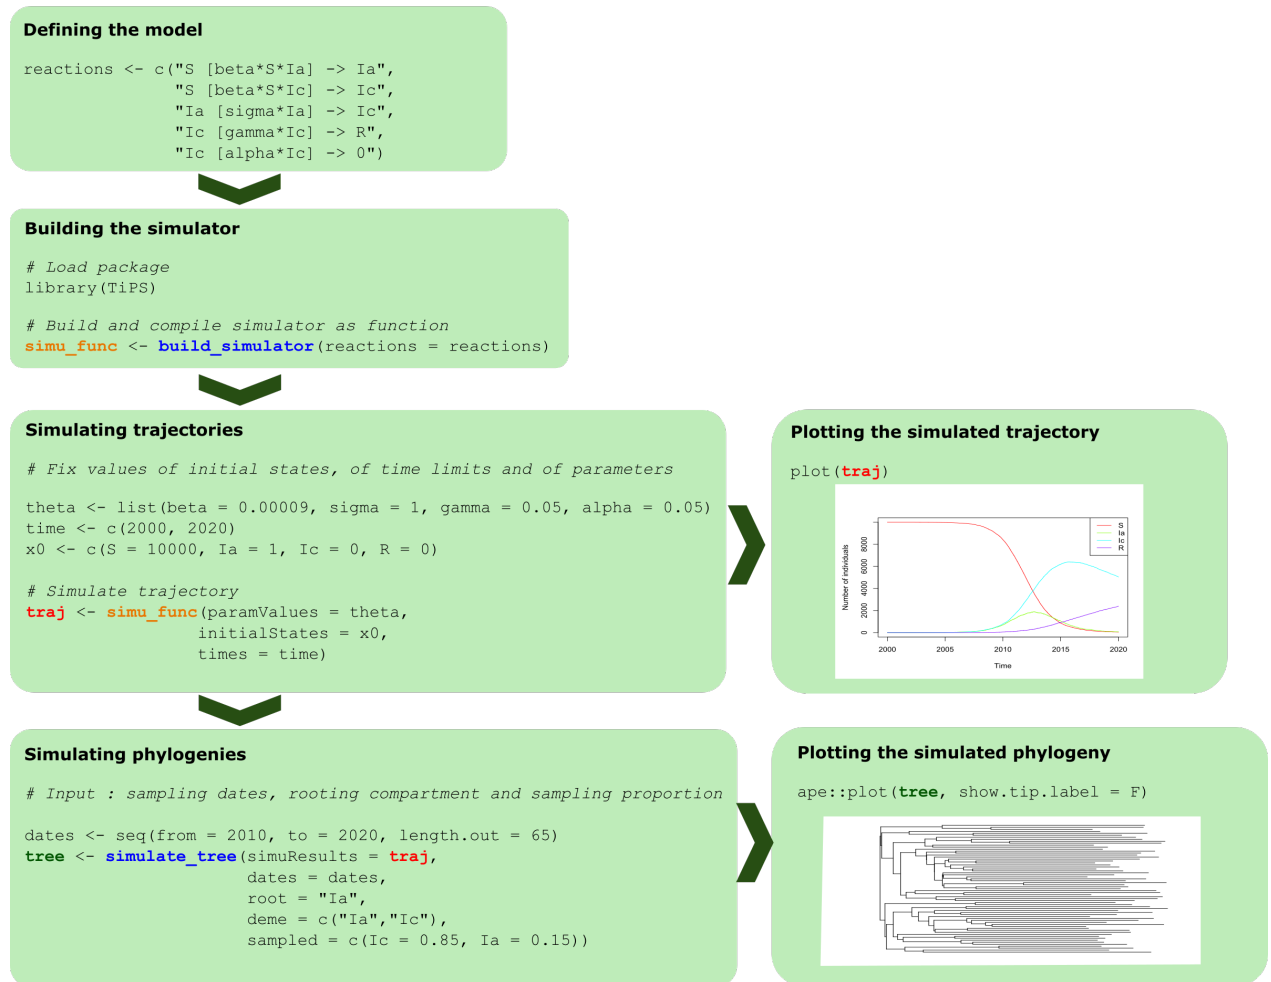 Defining the model
reactions <- c("S [beta*S*Ia] -> Ia",
"S [beta*S*Ic] -> Ic",
"Ia [sigma*Ia] -> Ic",
"Ic [gamma*Ic] -> R",
"Ic [alpha*Ic] -> 0")
Building the simulator
# Load package
library(TiPS)
# Build and compile simulator as function
simu_func <- build_simulator(reactions = reactions)
Simulating trajectories
# Fix values of initial states, of time limits and of parameters
theta <- list(beta = 0.00009, sigma = 1, gamma = 0.05, alpha = 0.05)
time <- c(2000, 2020)
x0 <- c(S = 10000, Ia = 1, Ic = 0, R = 0)
# Simulate trajectory
traj <- simu_func(paramValues = theta,
initialStates = x0,
times = time)
Plotting the simulated trajectory
plot(traj)
Number of individuals
8000
6000
4000
2000
0
S
Ia
Ic
R
2000 2005 2010 2015 2020
Time
Simulating phylogenies
# Input : sampling dates, rooting compartment and sampling proportion
dates <- seq(from = 2010, to = 2020, length.out = 65)
tree <- simulate_tree(simuResults = traj,
dates = dates,
root = "Ia",
deme = c("Ia","Ic"),
sampled = c(Ic = 0.85, Ia = 0.15))
Plotting the simulated phylogeny
ape::plot(tree, show.tip.label = F)